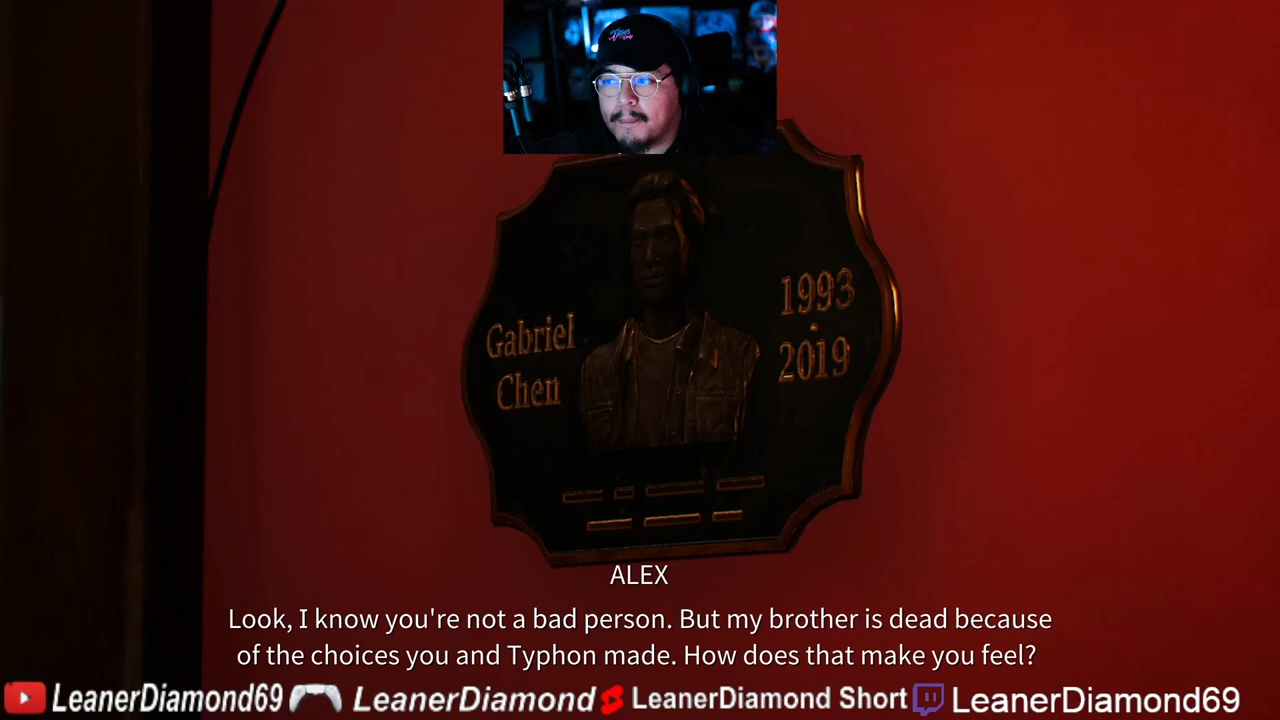 Gabriel
Chen
1993
-
2019
ALEX
Look, I know you're not a bad person. But my brother is dead because
of the choices you and Typhon made. How does that make you feel?
LeanerDiamond69 LeanerDiamond LeanerDiamond Short LeanerDiamond69